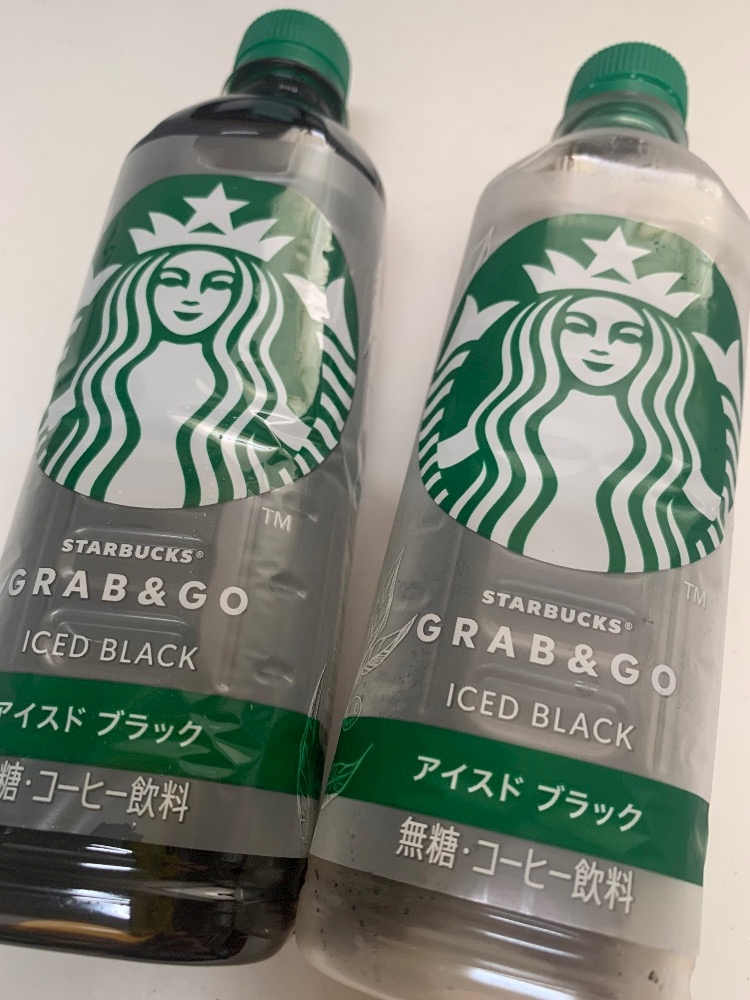 TM
STARBUCKS®
GRAB&GO
ICED BLACK
アイスド ブラック
糖・コーヒー飲料
TM
STARBUCKS®
GRAB&GO
ICED BLACK
アイスド ブラック
無糖・コーヒー飲料